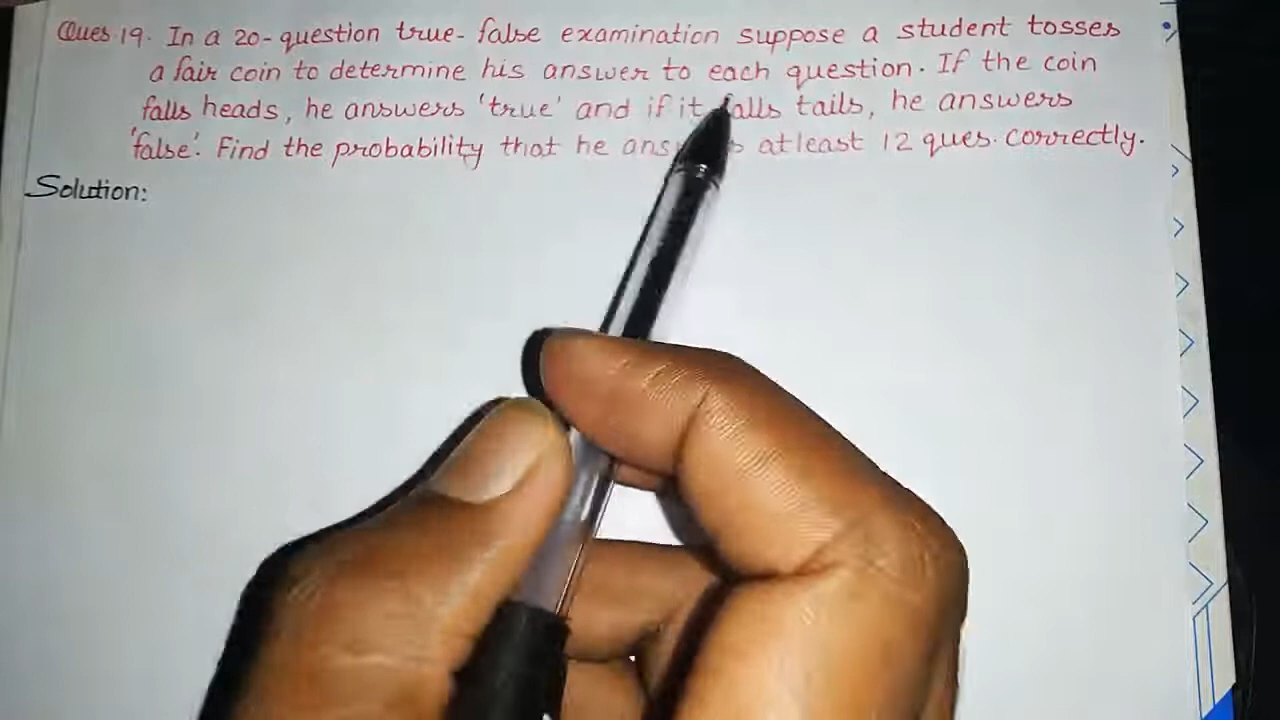 Ques.19. In a 20-question true-false examination suppose a student tosses
a fair coin to determine his answer to each question. If the coin
falls heads, he answers 'true' and if it falls tails, he answers
'false'. Find the probability that he atleast 12 ques. correctly.
Solution: